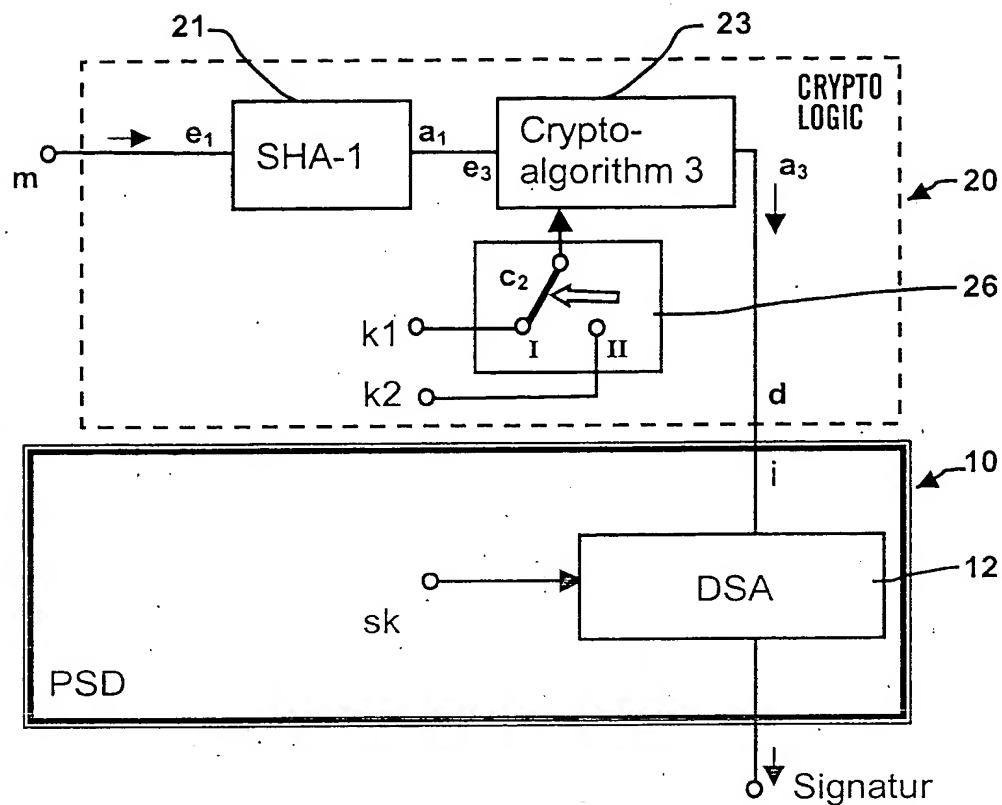 21
23
CRYPTO
LOGIC
m
e₁
SHA-1
a₁
e₃
Crypto-
algorithm 3
a₃
20
c₂
26
k1
I
II
k2
d
i
10
sk
DSA
12
PSD
Signatur